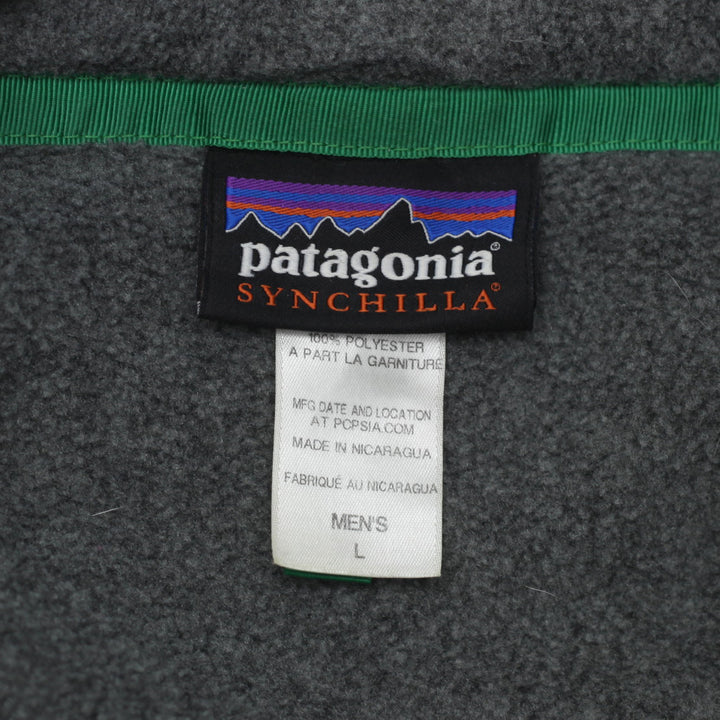 patagonia®
SYNCHILLA®
100% POLYESTER
A PART LA GARNITURE
MFG DATE AND LOCATION
AT PCPSIA.COM
MADE IN NICARAGUA
FABRIQUÉ AU NICARAGUA
MEN'S
L